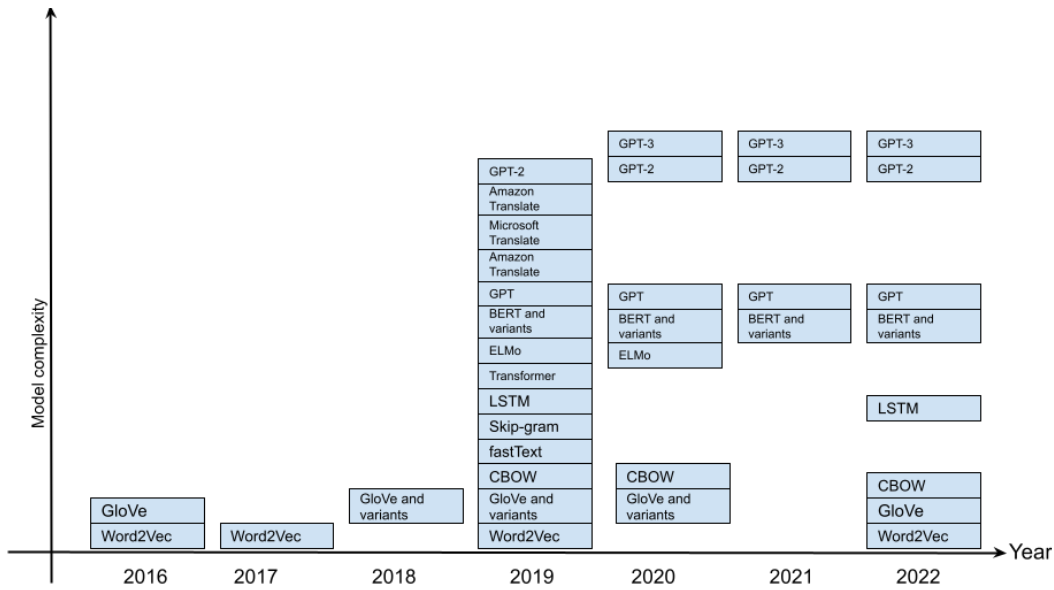 Model complexity
GloVe
Word2Vec
Word2Vec
GloVe and
variants
GPT-2
Amazon
Translate
Microsoft
Translate
Amazon
Translate
GPT
BERT and
variants
ELMo
Transformer
LSTM
Skip-gram
fastText
CBOW
GloVe and
variants
Word2Vec
GPT-3
GPT-2
GPT
BERT and
variants
ELMo
CBOW
GloVe and
variants
GPT-3
GPT-2
GPT
BERT and
variants
GPT-3
GPT-2
GPT
BERT and
variants
LSTM
CBOW
GloVe
Word2Vec
Year
2016 2017 2018 2019 2020 2021 2022